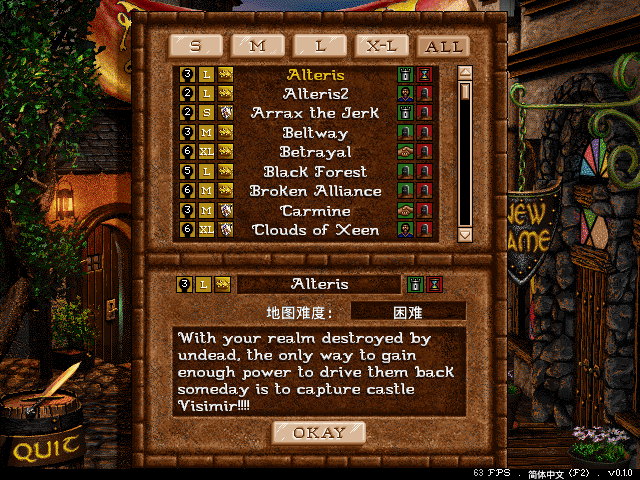 S M L X-L ALL
3 L Alteris
2 L Alteris2
2 S Arrax the Jerk
3 M Beltway
6 XL Betrayal
5 L Black Forest
6 M Broken Alliance
3 M Carmine
6 XL Clouds of Xeen
NEW
GAME
3 L Alteris
地图难度： 困难
With your realm destroyed by
undead, the only way to gain
enough power to drive them back
someday is to capture castle
Visimir!!!!
OKAY
QUIT
63 FPS . 简体中文 (F2) . v0.1.0